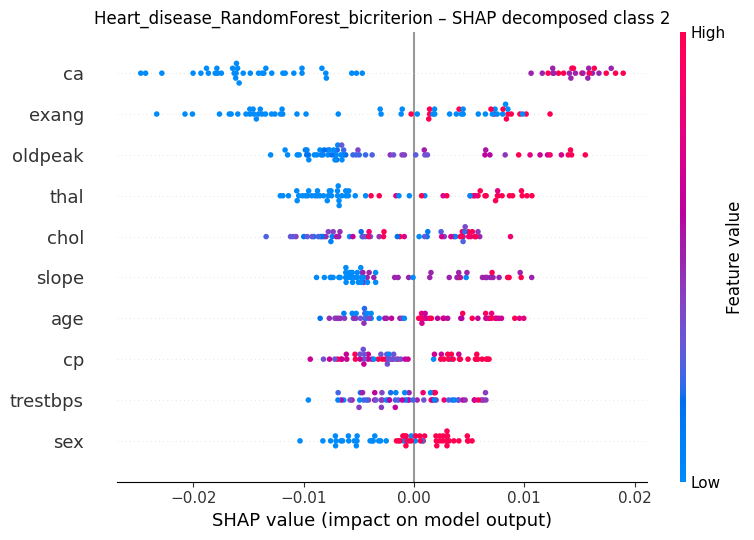 Heart_disease_RandomForest_bicriterion – SHAP decomposed class 2
High
ca
exang
oldpeak
thal
chol
slope
age
cp
trestbps
sex
Feature value
Low
−0.02 −0.01 0.00 0.01 0.02
SHAP value (impact on model output)